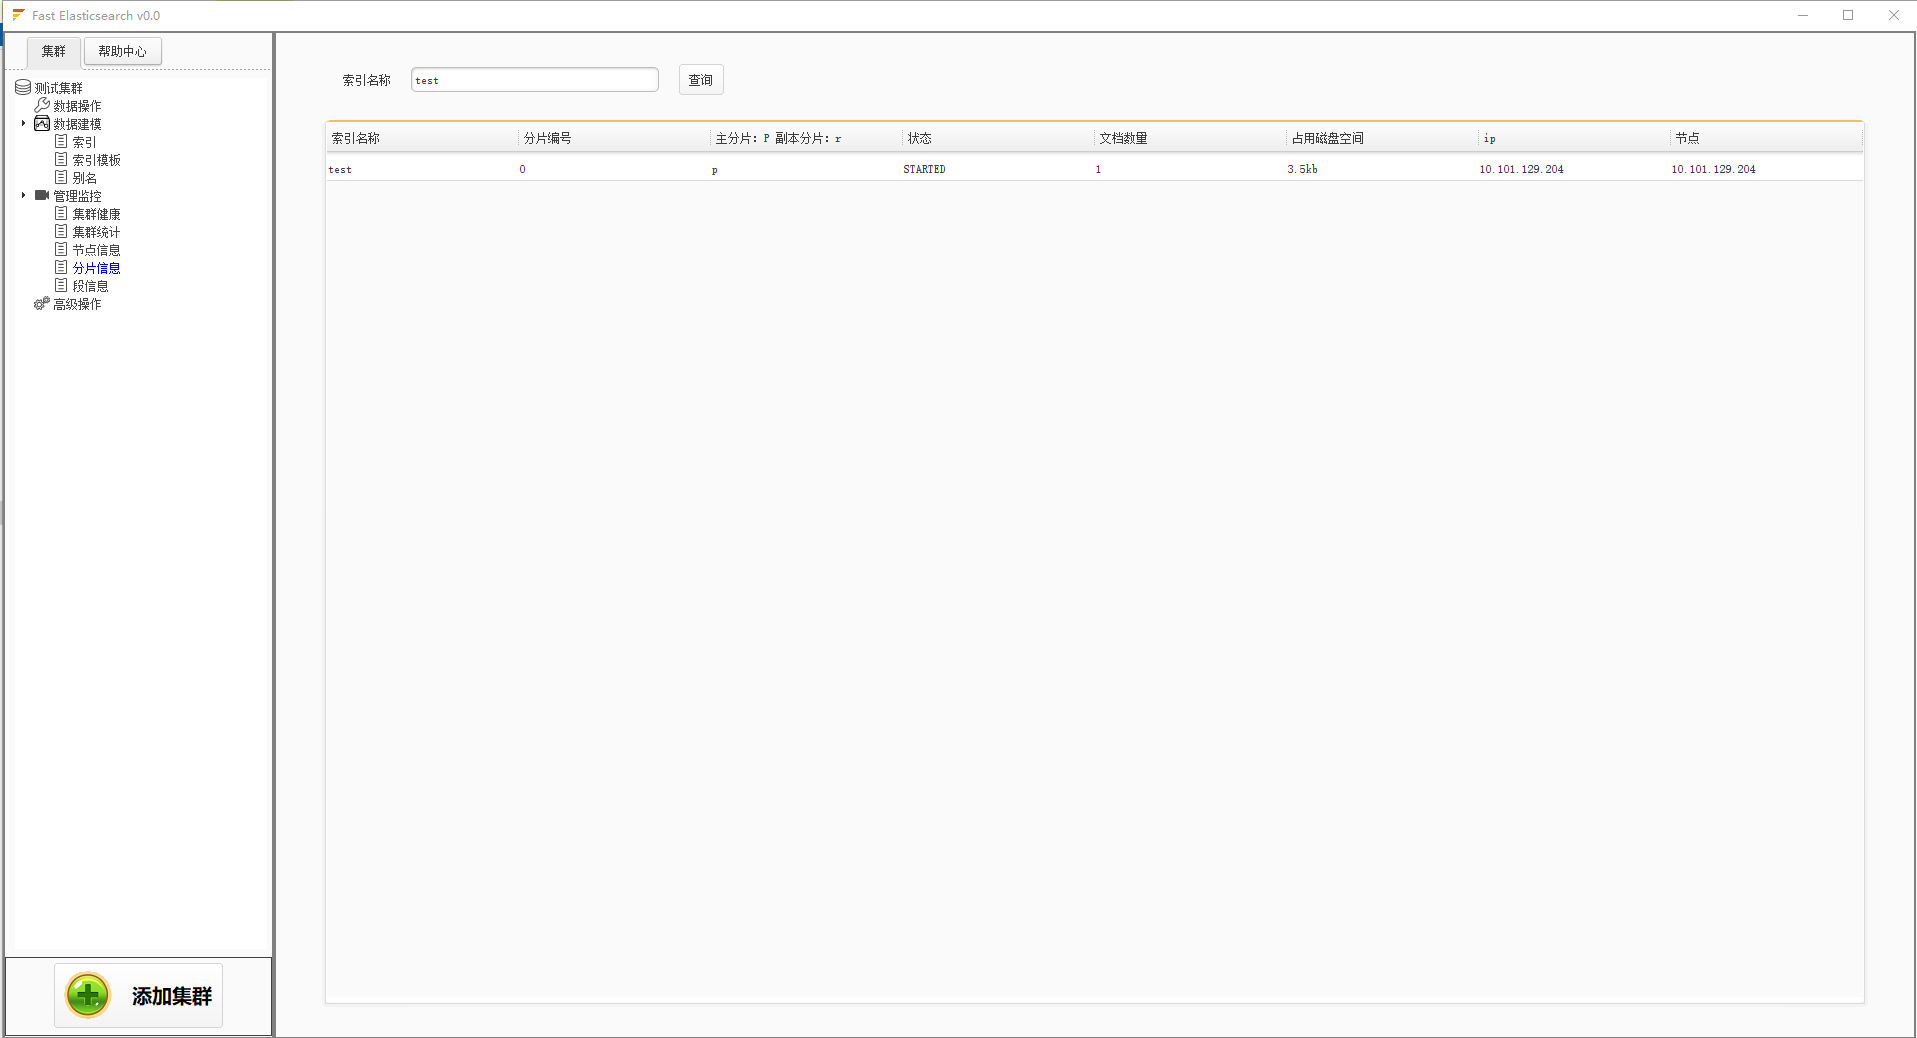 Fast Elasticsearch v0.0
集群 帮助中心
测试集群
数据操作
数据建模
索引
索引模板
别名
管理监控
集群健康
集群统计
节点信息
分片信息
段信息
高级操作
添加集群
索引名称 test 查询
索引名称 分片编号 主分片: P 副本分片: r 状态 文档数量 占用磁盘空间 ip 节点
test 0 p STARTED 1 3.5kb 10.101.129.204 10.101.129.204